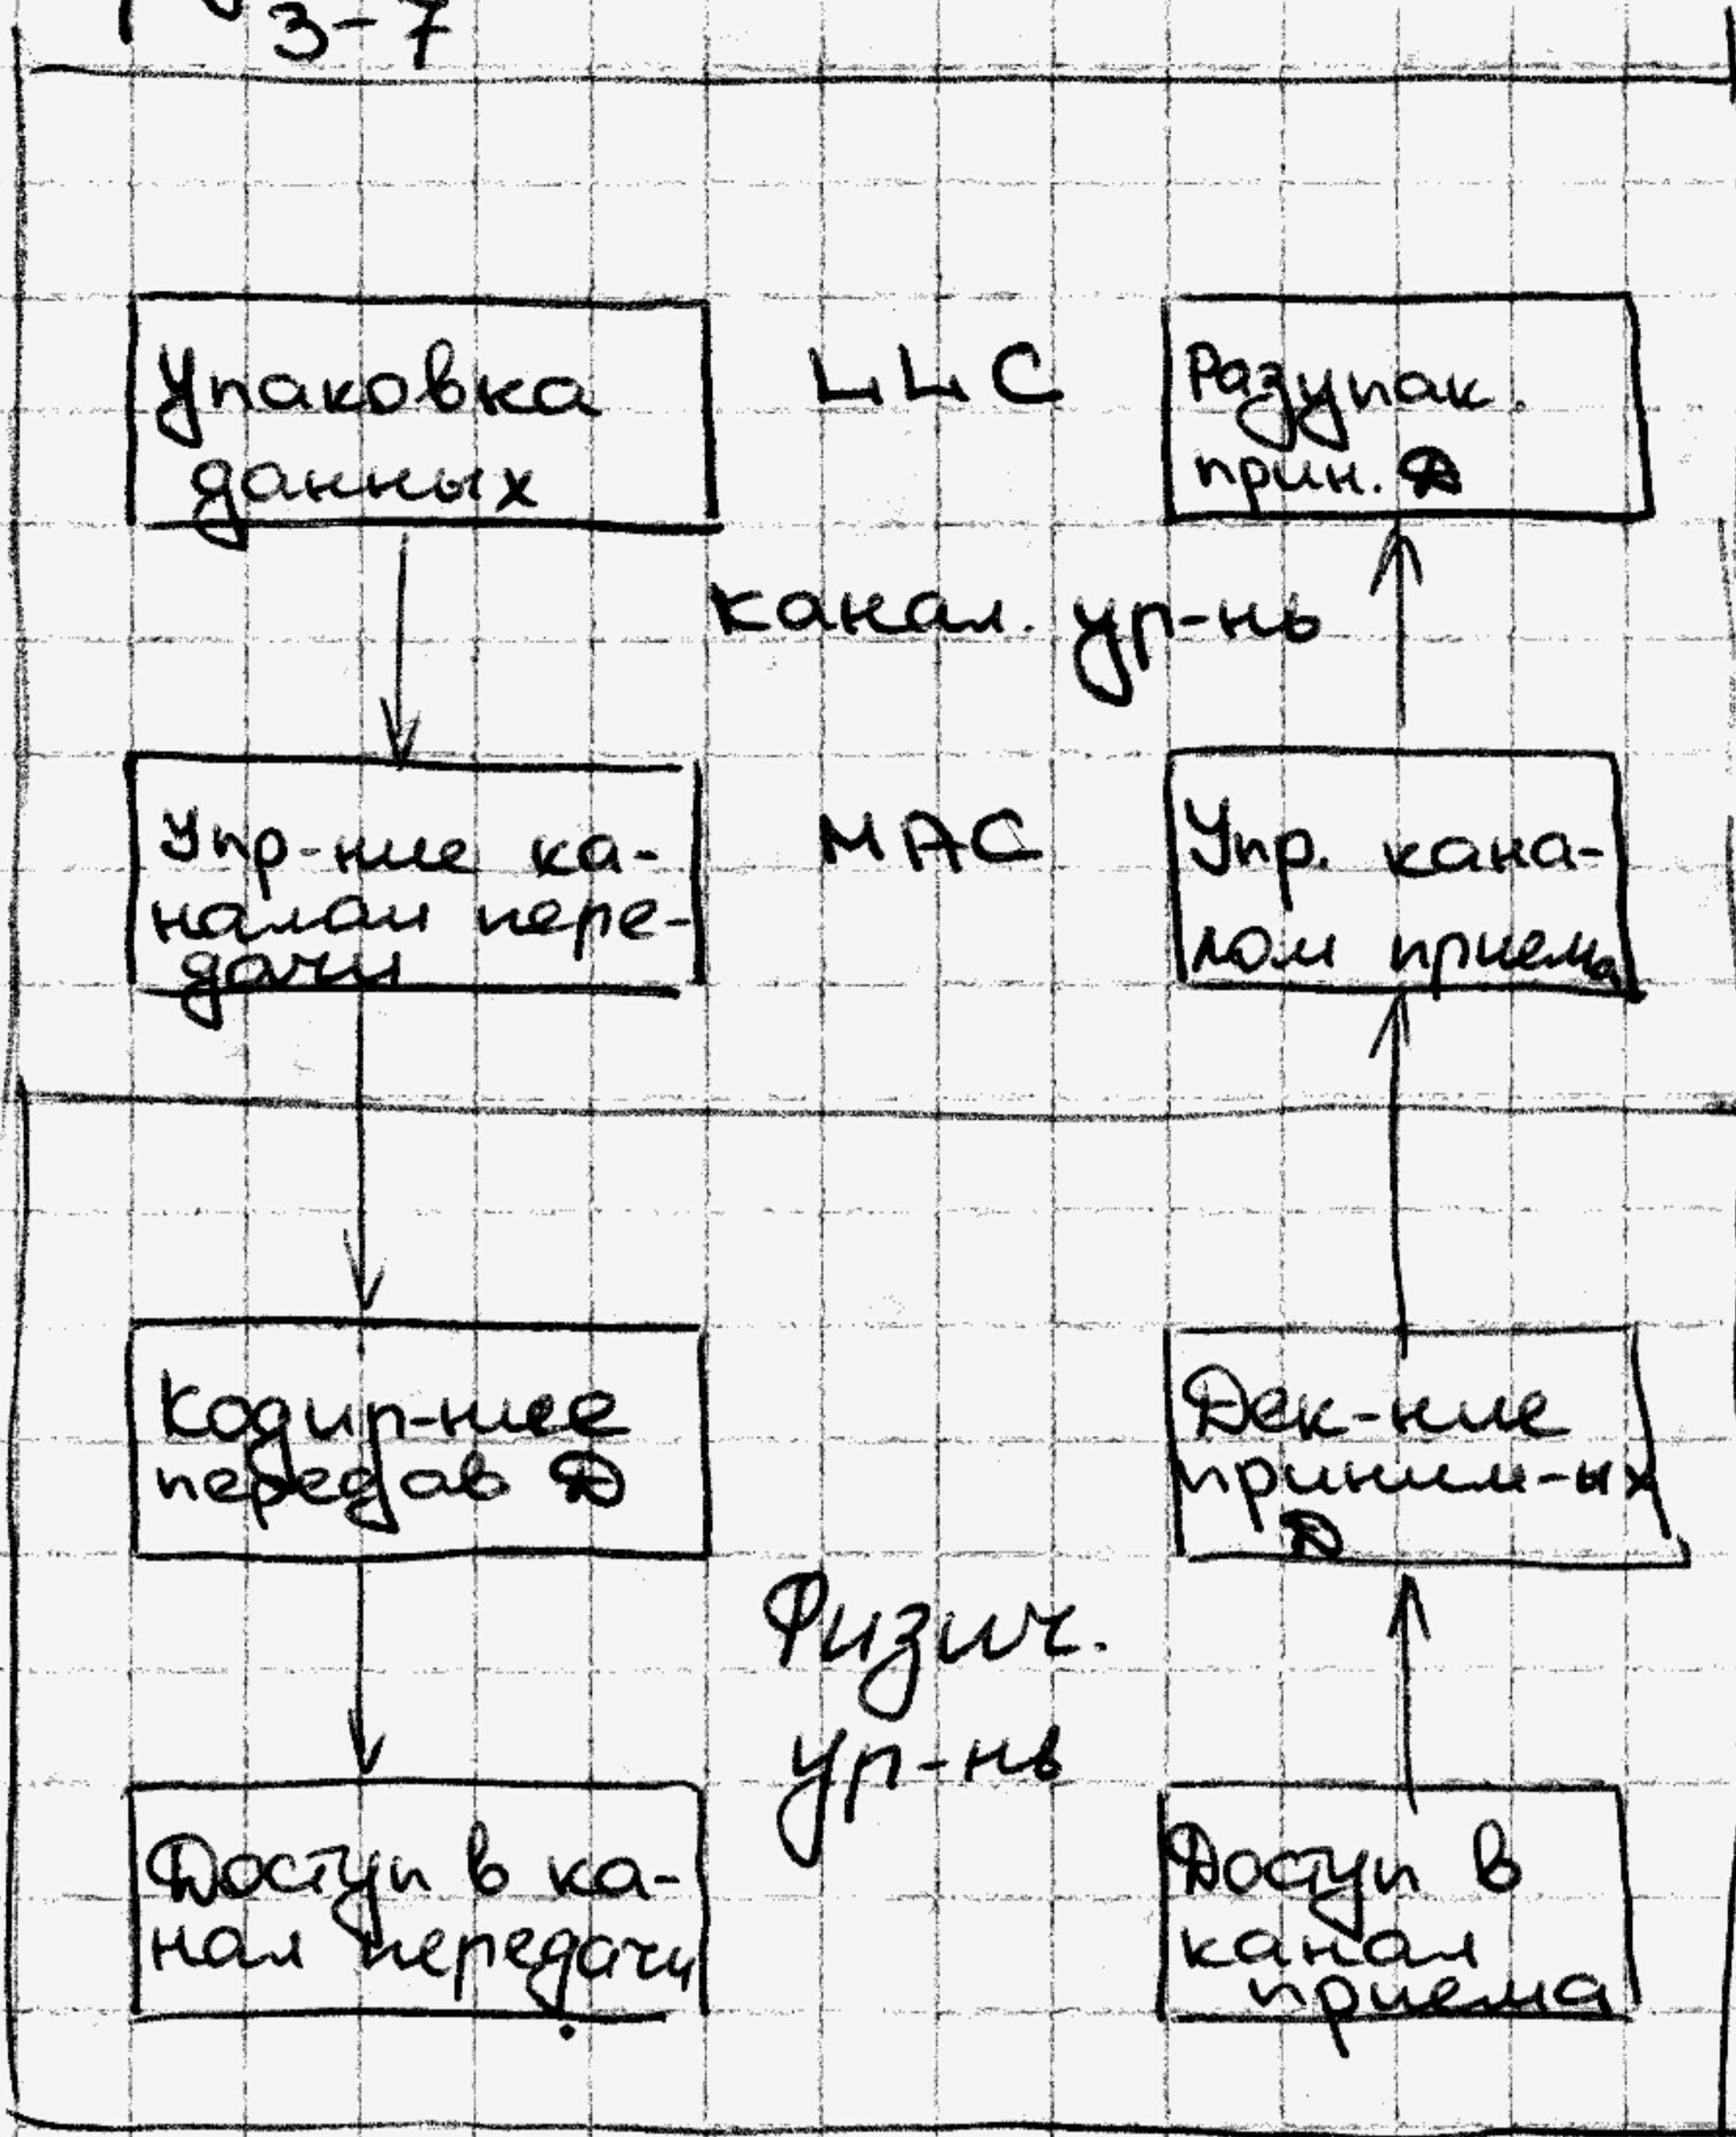 3-7
Упаковка
данных
LLC
Разупак.
прин. Д
канал. ур-нь
Упр-ние ка-
налом пере-
дачи
MAC
Упр. кана-
лом приема
Кодир-ние
передав Д
Дек-ние
приним-ых
Д
Физич.
ур-нь
Доступ в ка-
нал передачи
Доступ в
канал
приема